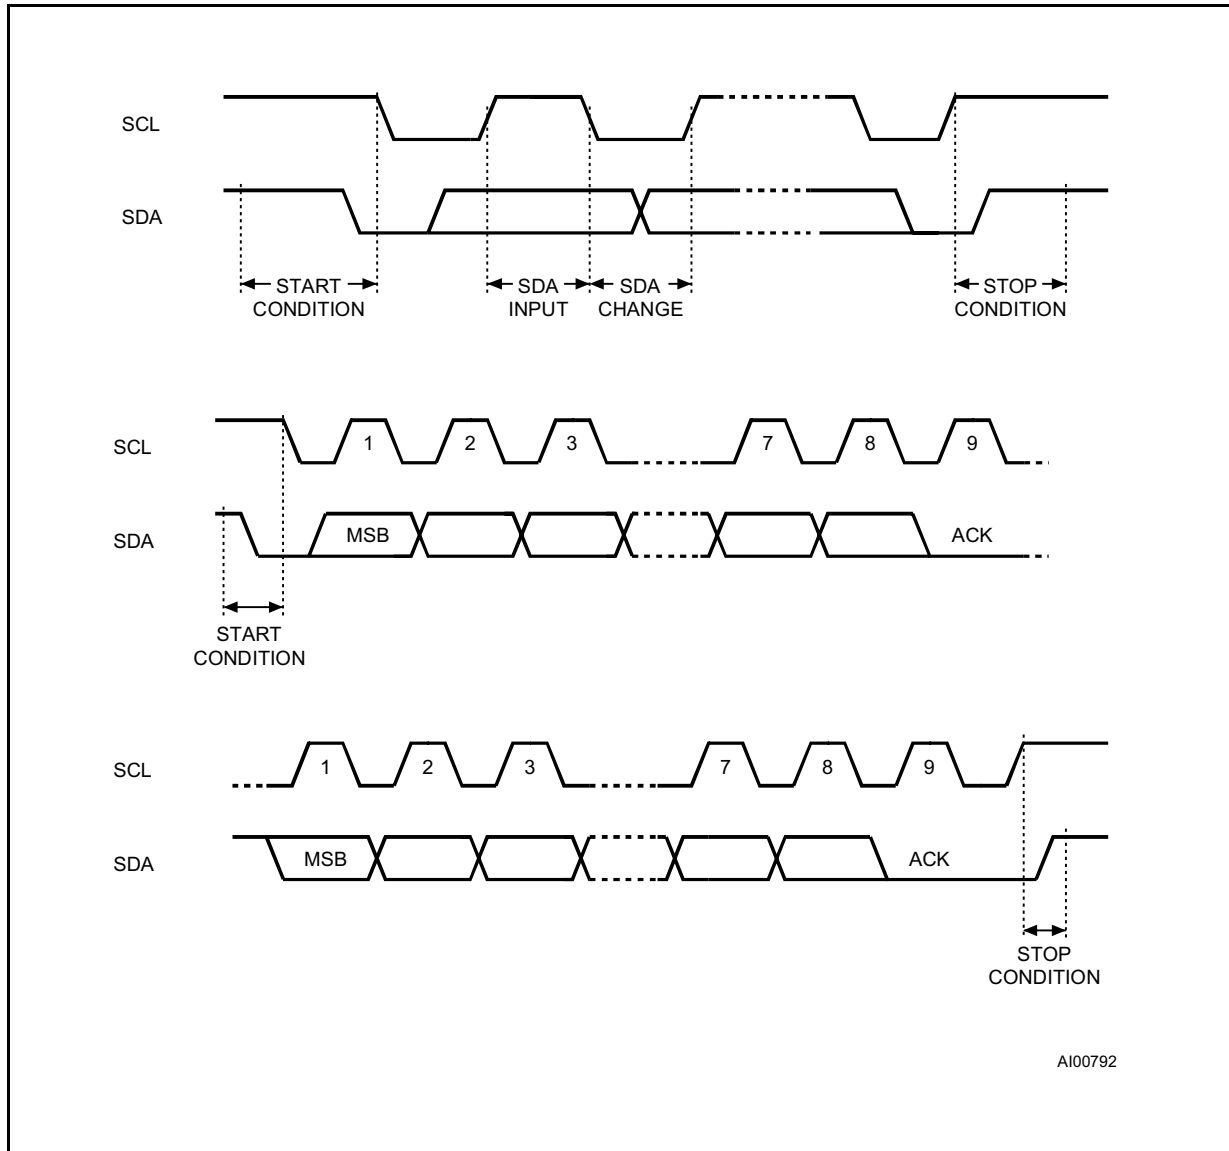 SCL
SDA
START CONDITION
SDA INPUT
SDA CHANGE
STOP CONDITION
SCL
1 2 3 7 8 9
SDA
MSB
ACK
START CONDITION
SCL
1 2 3 7 8 9
SDA
MSB
ACK
STOP CONDITION
AI00792